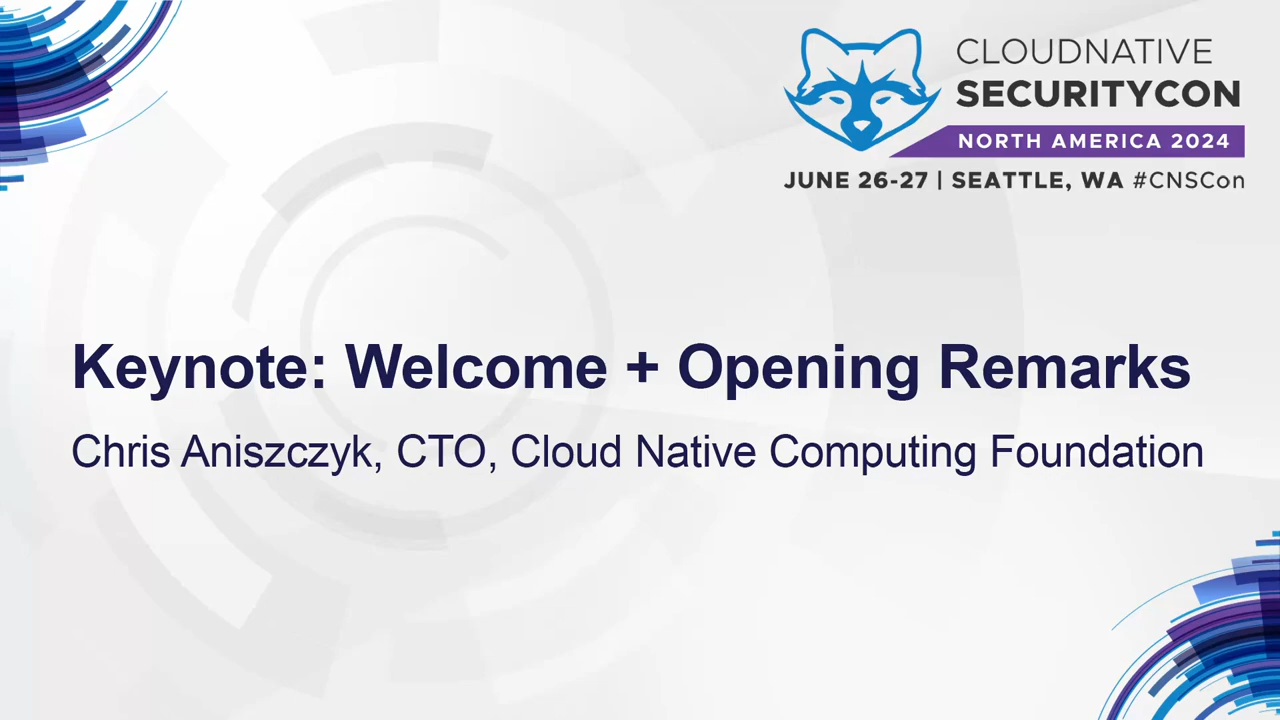 CLOUDNATIVE
SECURITYCON
NORTH AMERICA 2024
JUNE 26-27 | SEATTLE, WA #CNSCon
Keynote: Welcome + Opening Remarks
Chris Aniszczyk, CTO, Cloud Native Computing Foundation